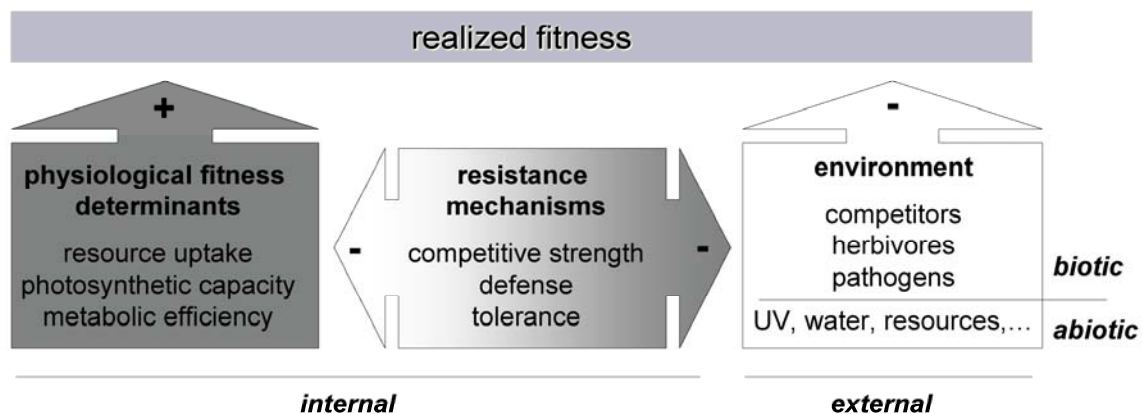 realized fitness
+
physiological fitness
determinants
resource uptake
photosynthetic capacity
metabolic efficiency
-
resistance
mechanisms
competitive strength
defense
tolerance
-
-
environment
competitors
herbivores
pathogens
biotic
UV, water, resources,...
abiotic
internal
external